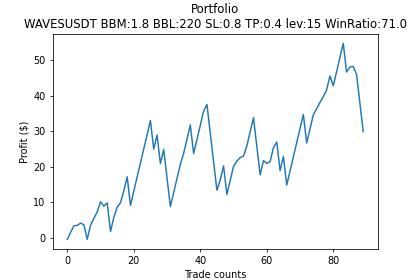 Portfolio
WAVESUSDT BBM:1.8 BBL:220 SL:0.8 TP:0.4 lev:15 WinRatio:71.0
Profit ($)
50
40
30
20
10
0
0 20 40 60 80
Trade counts